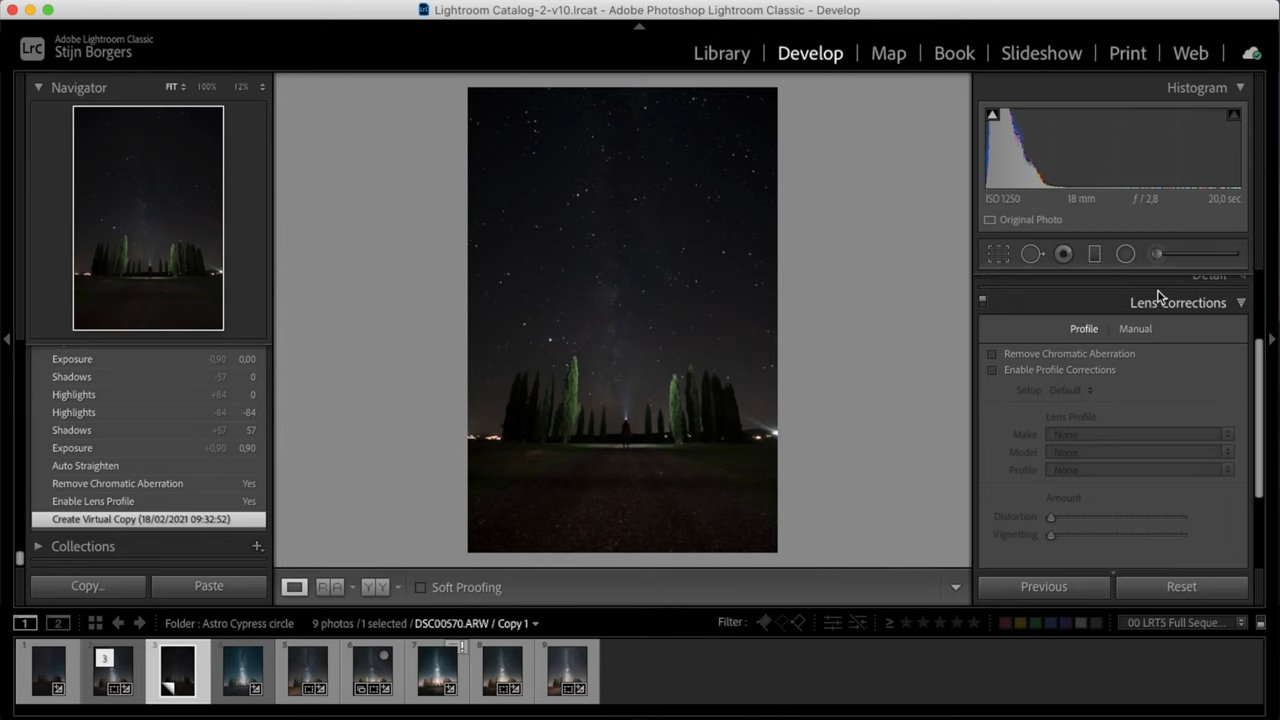 Lightroom Catalog-2-v10.lrcat - Adobe Photoshop Lightroom Classic - Develop
LrC
Adobe Lightroom Classic
Stijn Borgers
Library | Develop | Map | Book | Slideshow | Print | Web
Navigator FIT 100% 12%
Histogram
ISO 1250 18 mm ƒ / 2,8 20,0 sec
Original Photo
Detail
Lens Corrections
Profile Manual
Remove Chromatic Aberration
Enable Profile Corrections
Setup Default
Lens Profile
Make None
Model None
Profile None
Amount
Distortion
Vignetting
Exposure -0,90 0,00
Shadows -57 0
Highlights +84 0
Highlights -84 -84
Shadows +57 57
Exposure +0,90 0,90
Auto Straighten
Remove Chromatic Aberration Yes
Enable Lens Profile Yes
Create Virtual Copy (18/02/2021 09:32:52)
Collections
Copy... Paste
R A Y Y Soft Proofing
Previous Reset
1 2 Folder : Astro Cypress circle 9 photos /1 selected / DSC00570.ARW / Copy 1 Filter : ≥ 00 LRTS Full Seque...
1 2 3 3 4 5 6 7 8 9